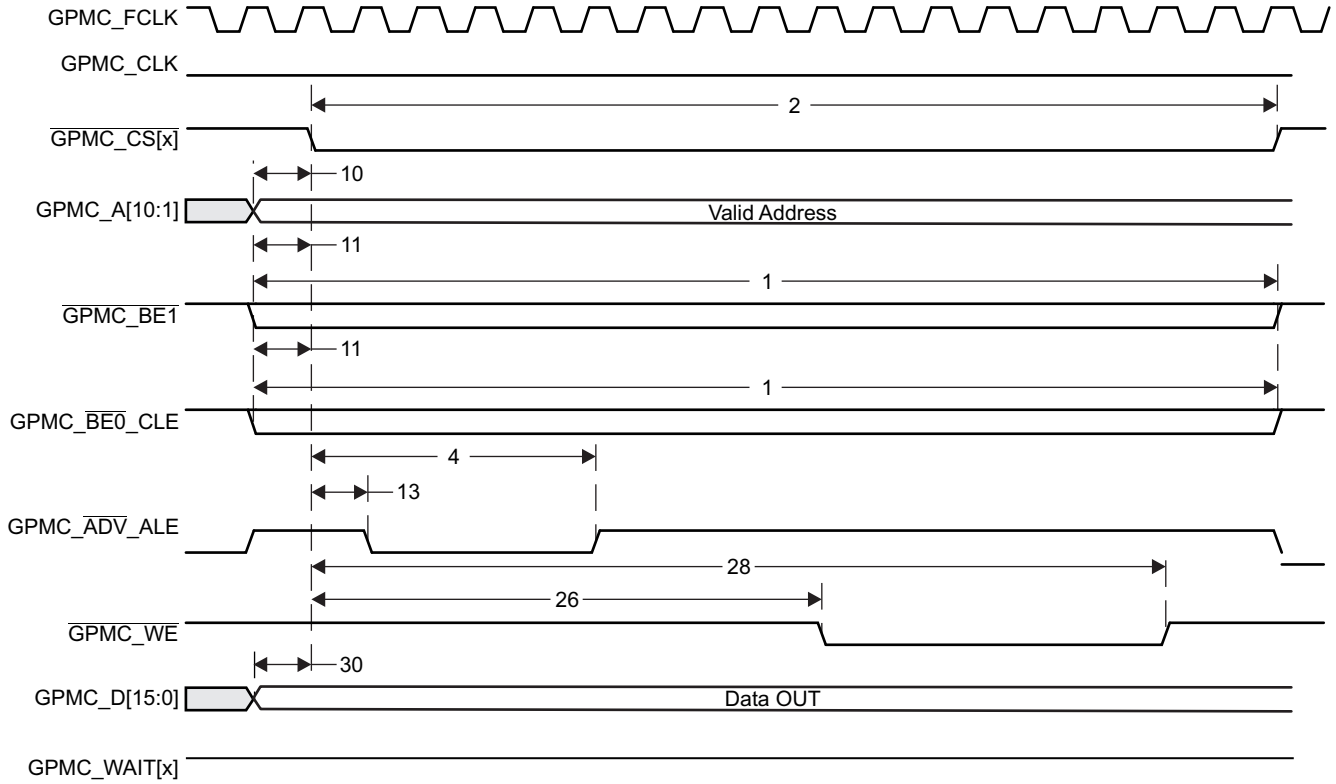 GPMC_FCLK
GPMC_CLK
2
GPMC_CS[x]
10
GPMC_A[10:1]
Valid Address
11
1
GPMC_BE1
11
1
GPMC_BE0_CLE
4
13
GPMC_ADV_ALE
28
26
GPMC_WE
30
GPMC_D[15:0]
Data OUT
GPMC_WAIT[x]